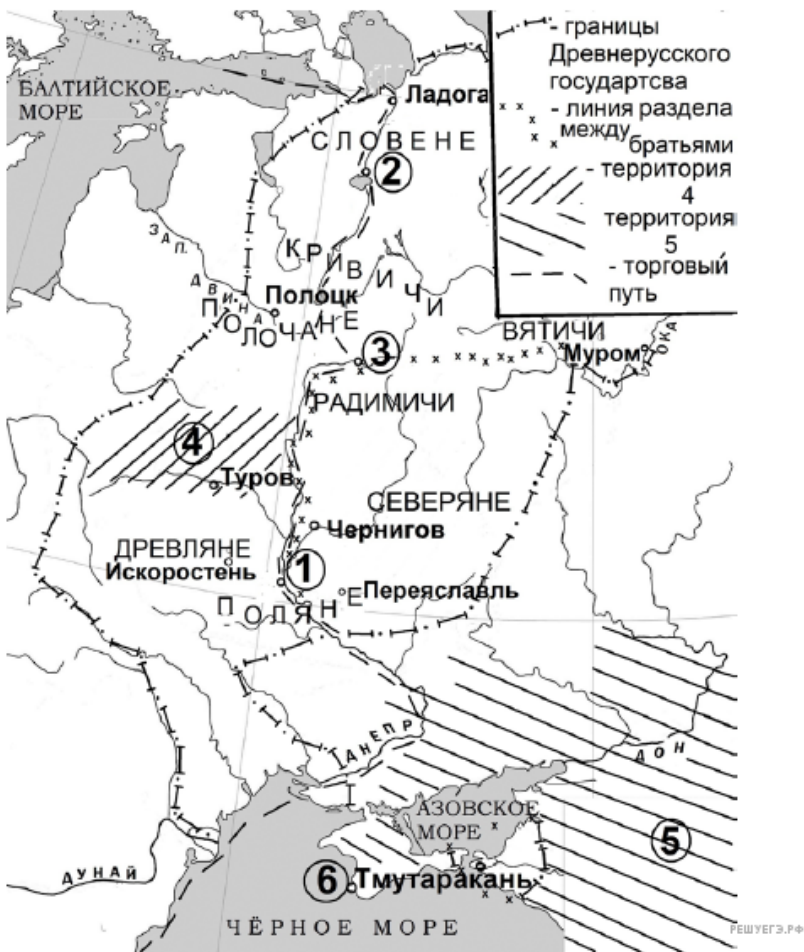 - границы
Древнерусского
государтсва
- линия раздела
между
братьями
- территория
4
территория
5
- торговый
путь
БАЛТИЙСКОЕ
МОРЕ
Ладога
СЛОВЕНЕ
2
КРИВИЧИ
ЗАП. ДВИНА
Полоцк
ПОЛОЧАНЕ
ВЯТИЧИ
Муром
ОКА
3
РАДИМИЧИ
4
Туров
СЕВЕРЯНЕ
Чернигов
ДРЕВЛЯНЕ
Искоростень
1
Переяславль
ПОЛЯНЕ
ДНЕПР
ДОН
АЗОВСКОЕ
МОРЕ
5
ДУНАЙ
6
Тмутаракань
ЧЁРНОЕ МОРЕ
РЕШУЕГЭ.РФ